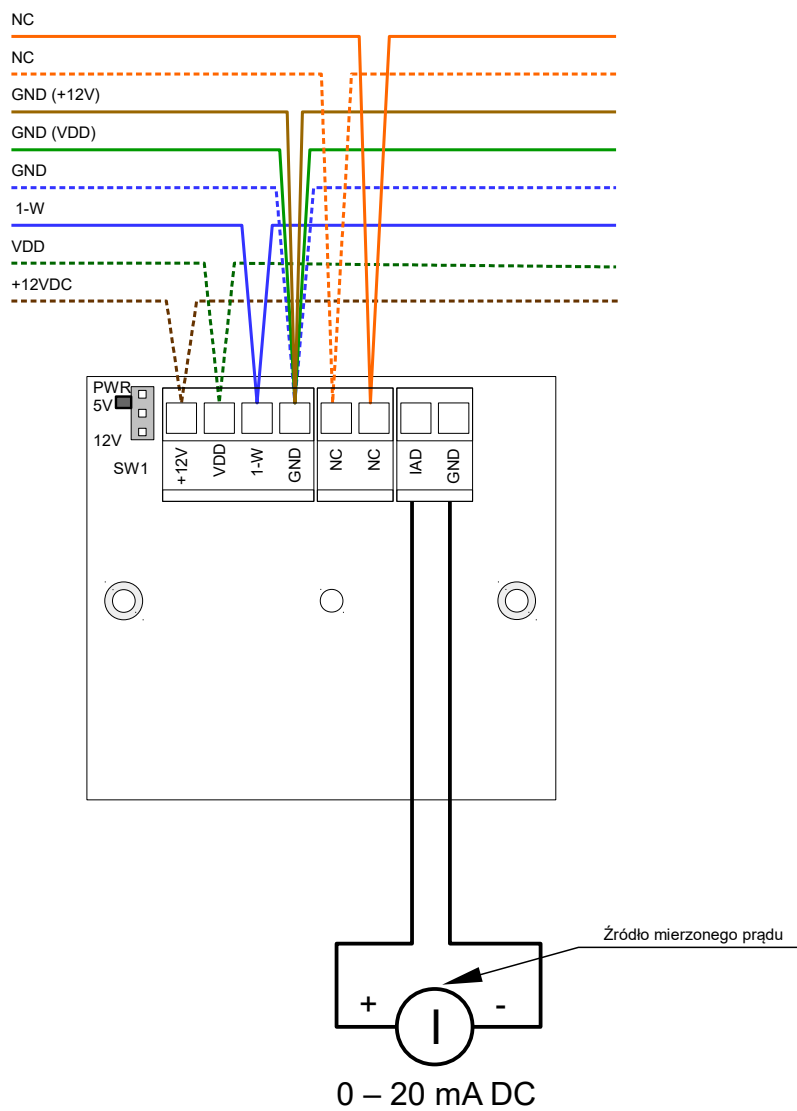 NC
NC
GND (+12V)
GND (VDD)
GND
1-W
VDD
+12VDC
PWR
5V
12V
SW1
+12V
VDD
1-W
GND
NC
NC
IAD
GND
Źródło mierzonego prądu
+
-
I
0 – 20 mA DC